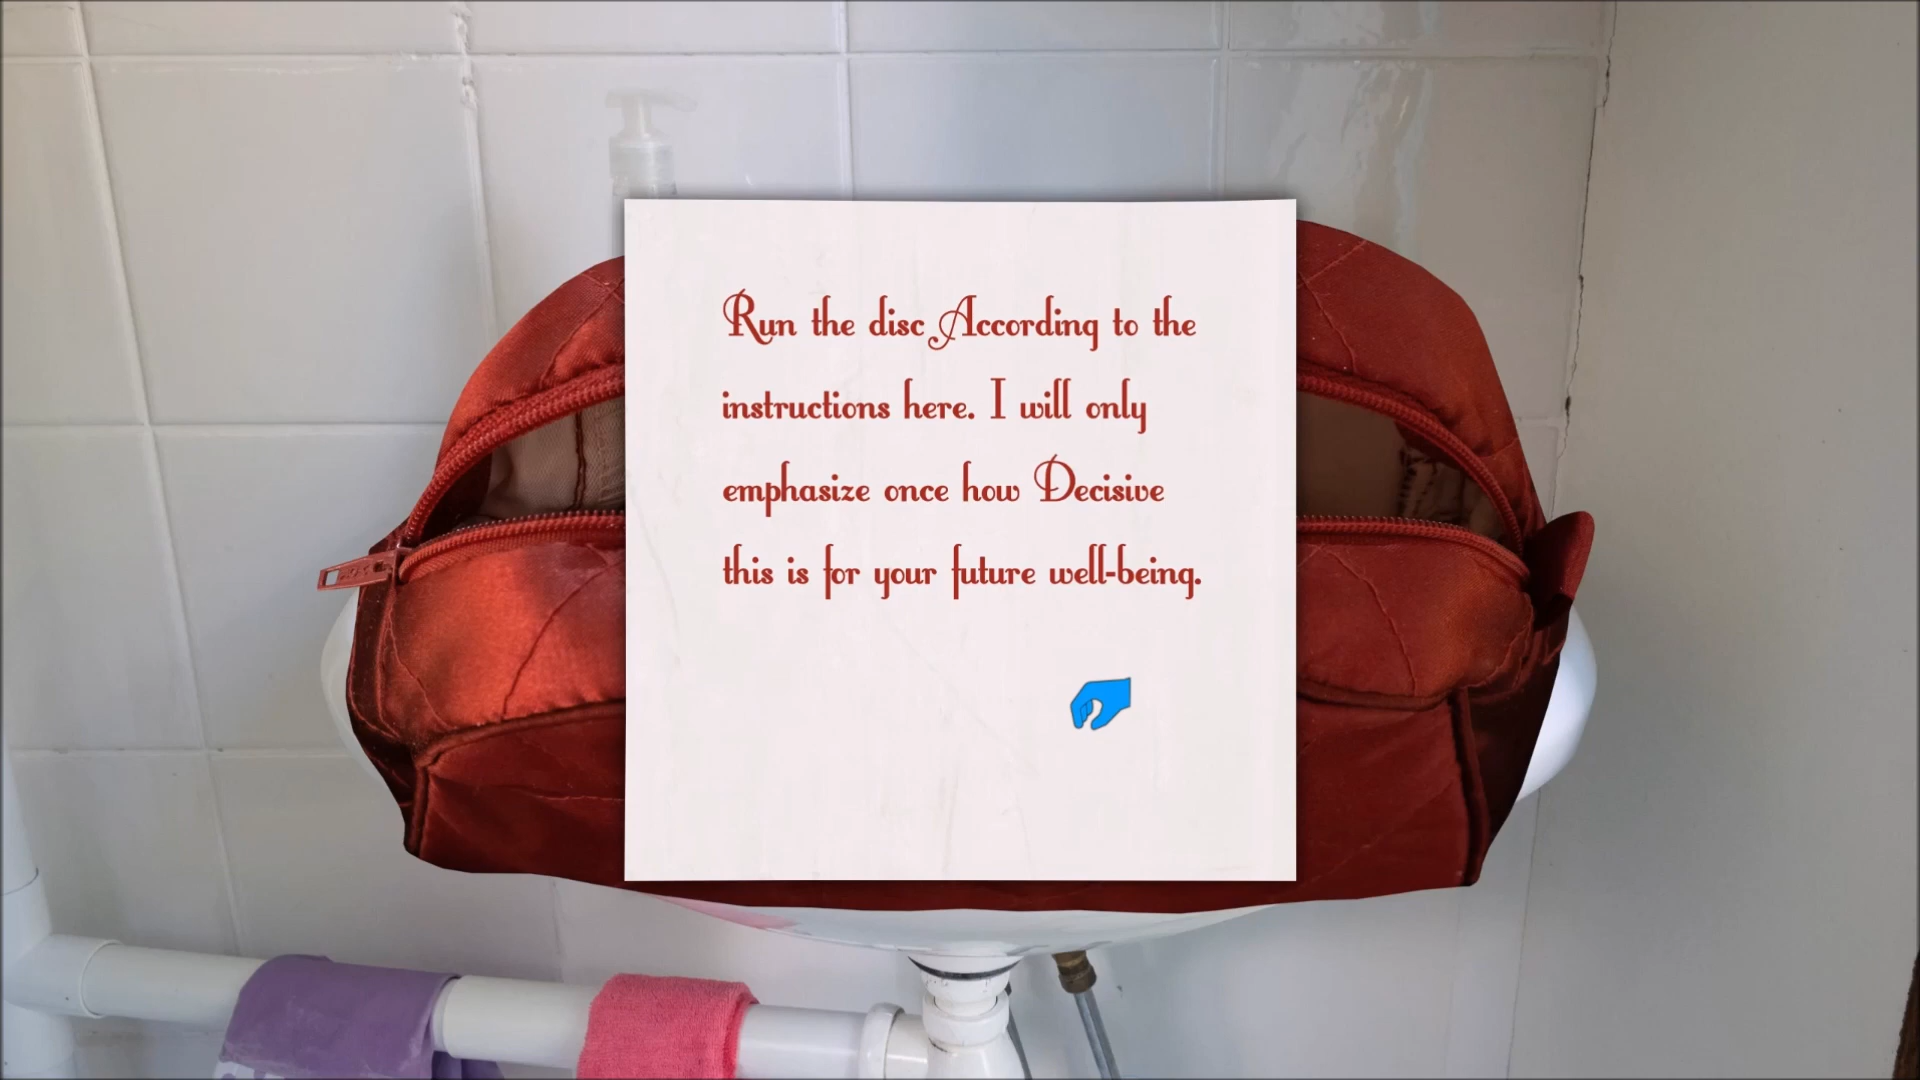 Run the disc According to the
instructions here. I will only
emphasize once how Decisive
this is for your future well-being.